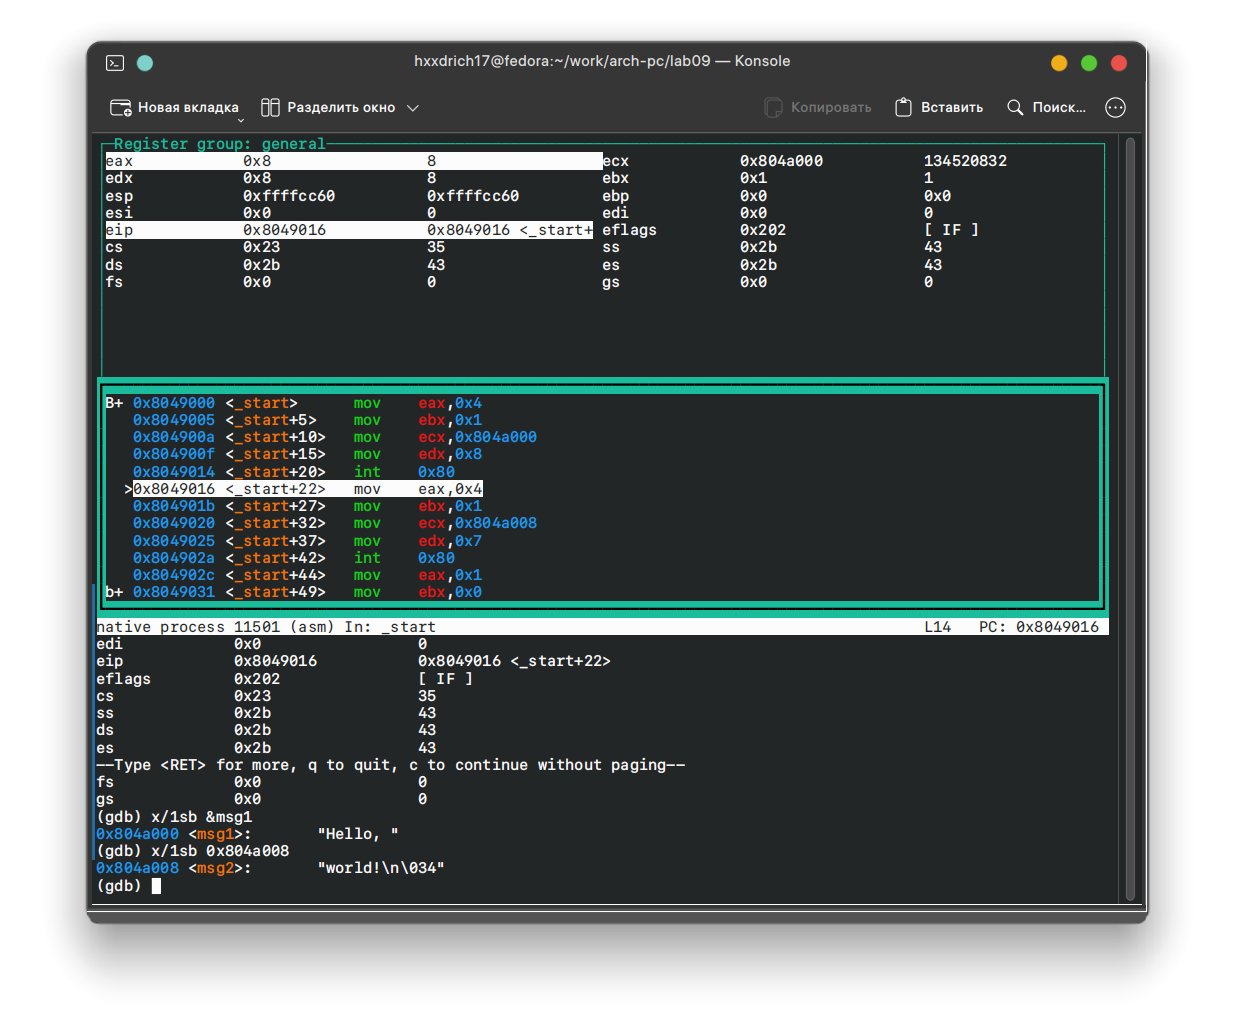 hxxdrich17@fedora:~/work/arch-pc/lab09 — Konsole
Новая вкладка Разделить окно Копировать Вставить Поиск...
Register group: general
eax 0x8 8 ecx 0x804a000 134520832
edx 0x8 8 ebx 0x1 1
esp 0xffffcc60 0xffffcc60 ebp 0x0 0x0
esi 0x0 0 edi 0x0 0
eip 0x8049016 0x8049016 <_start+ eflags 0x202 [ IF ]
cs 0x23 35 ss 0x2b 43
ds 0x2b 43 es 0x2b 43
fs 0x0 0 gs 0x0 0
B+ 0x8049000 <_start> mov eax,0x4
0x8049005 <_start+5> mov ebx,0x1
0x804900a <_start+10> mov ecx,0x804a000
0x804900f <_start+15> mov edx,0x8
0x8049014 <_start+20> int 0x80
>0x8049016 <_start+22> mov eax,0x4
0x804901b <_start+27> mov ebx,0x1
0x8049020 <_start+32> mov ecx,0x804a008
0x8049025 <_start+37> mov edx,0x7
0x804902a <_start+42> int 0x80
0x804902c <_start+44> mov eax,0x1
b+ 0x8049031 <_start+49> mov ebx,0x0
native process 11501 (asm) In: _start L14 PC: 0x8049016
edi 0x0 0
eip 0x8049016 0x8049016 <_start+22>
eflags 0x202 [ IF ]
cs 0x23 35
ss 0x2b 43
ds 0x2b 43
es 0x2b 43
--Type <RET> for more, q to quit, c to continue without paging--
fs 0x0 0
gs 0x0 0
(gdb) x/1sb &msg1
0x804a000 <msg1>: "Hello, "
(gdb) x/1sb 0x804a008
0x804a008 <msg2>: "world!\n\034"
(gdb)